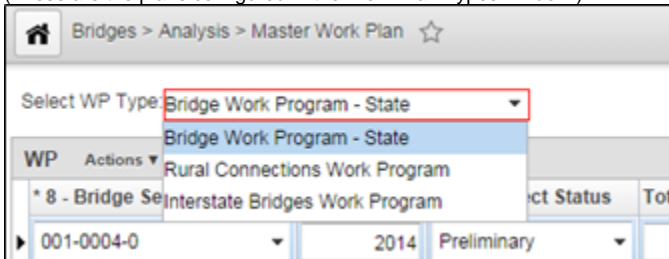 Bridges > Analysis > Master Work Plan
Select WP Type: Bridge Work Program - State
Bridge Work Program - State
WP Actions Rural Connections Work Program
* 8 - Bridge Se Interstate Bridges Work Program ct Status Tot
001-0004-0 2014 Preliminary